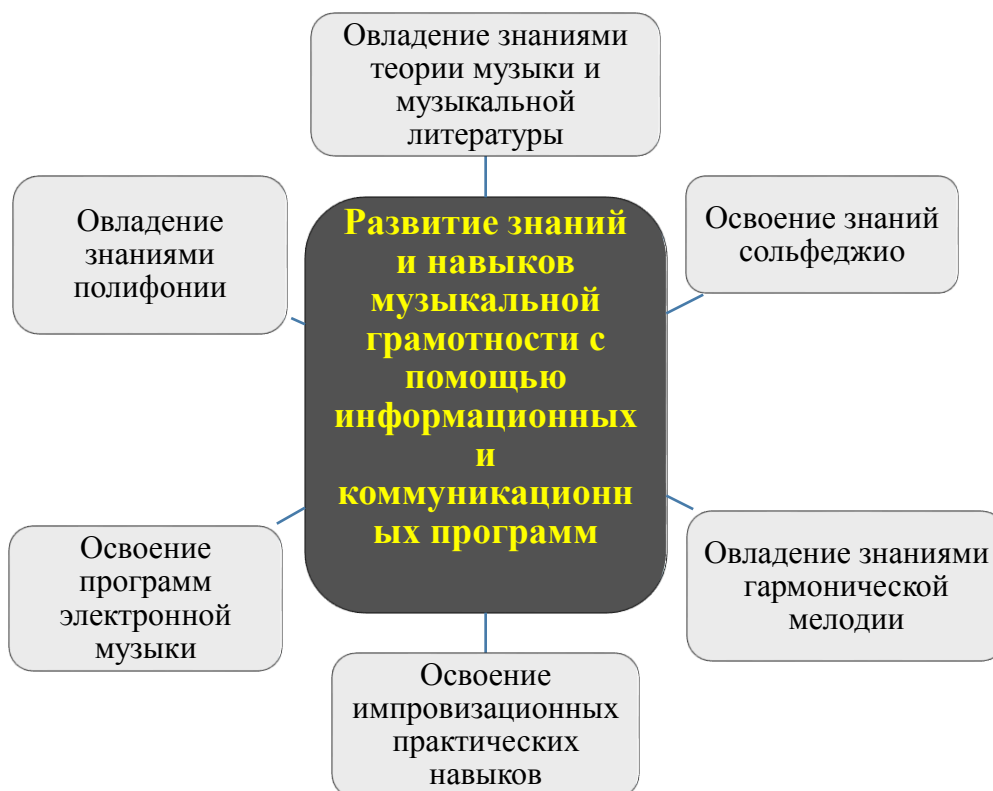 Овладение знаниями
теории музыки и
музыкальной
литературы
Овладение
знаниями
полифонии
Развитие знаний
и навыков
музыкальной
грамотности с
помощью
информационных
и
коммуникационн
ых программ
Освоение знаний
сольфеджио
Освоение
программ
электронной
музыки
Овладение знаниями
гармонической
мелодии
Освоение
импровизационных
практических
навыков